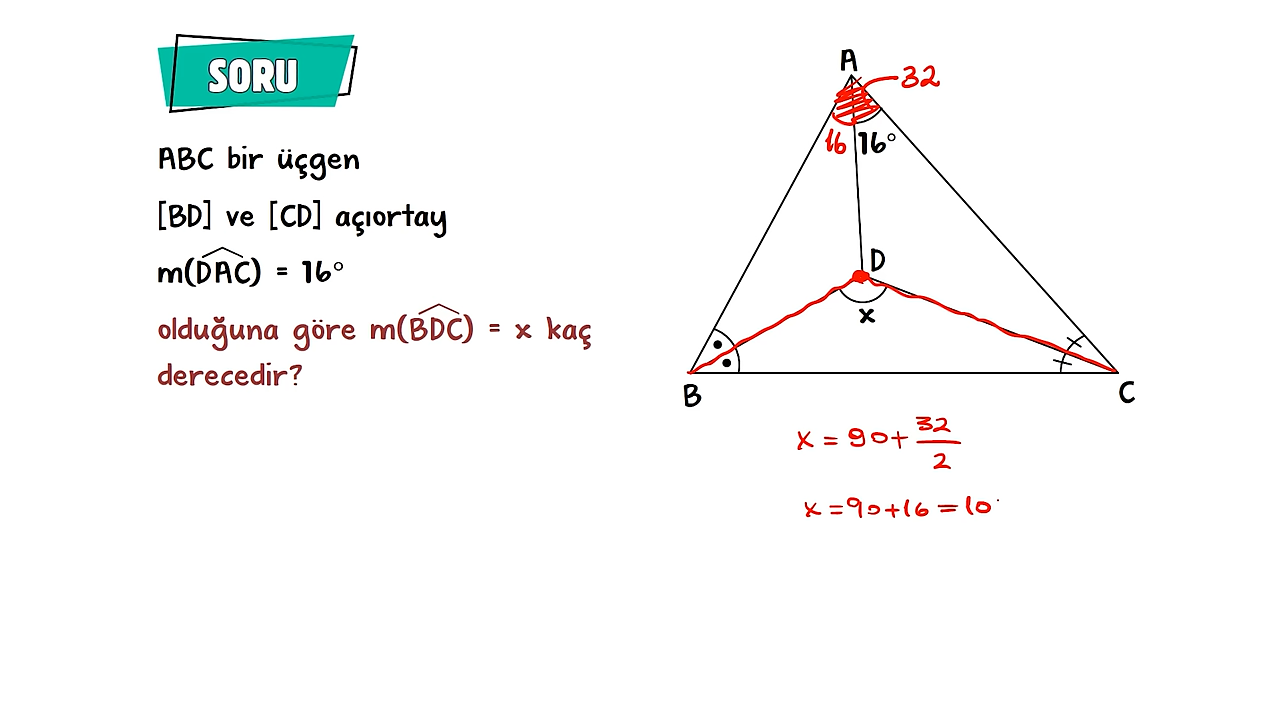 SORU
ABC bir üçgen
[BD] ve [CD] açıortay
m(DAC) = 16°
olduğuna göre m(BDC) = x kaç
derecedir?
A
32
16 16°
D
x
B
C
x = 90 + 32/2
x = 90 + 16 = 10